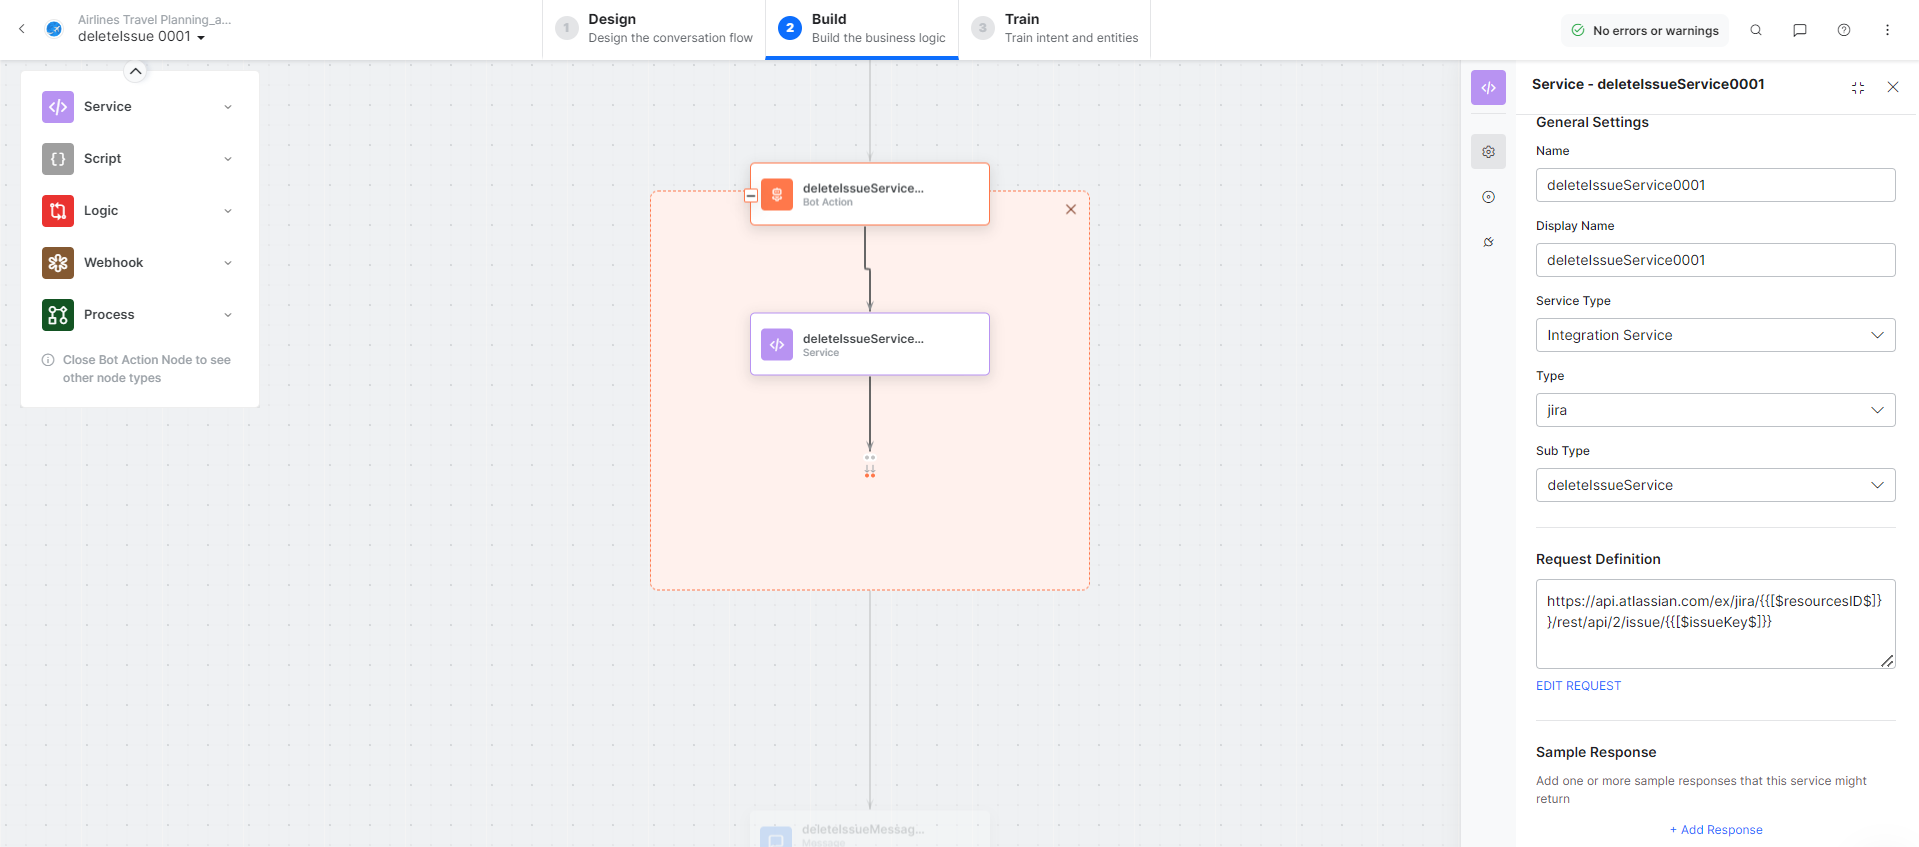 Airlines Travel Planning_a...
deleteIssue 0001
1
Design
Design the conversation flow
2
Build
Build the business logic
3
Train
Train intent and entities
No errors or warnings
Service
Script
Logic
Webhook
Process
Close Bot Action Node to see
other node types
deleteIssueService...
Bot Action
deleteIssueService...
Service
deleteIssueMessag...
Message
Service - deleteIssueService0001
General Settings
Name
deleteIssueService0001
Display Name
deleteIssueService0001
Service Type
Integration Service
Type
jira
Sub Type
deleteIssueService
Request Definition
https://api.atlassian.com/ex/jira/{{[$resourcesID$]}
}/rest/api/2/issue/{{[$issueKey$]}}
EDIT REQUEST
Sample Response
Add one or more sample responses that this service might
return
+ Add Response